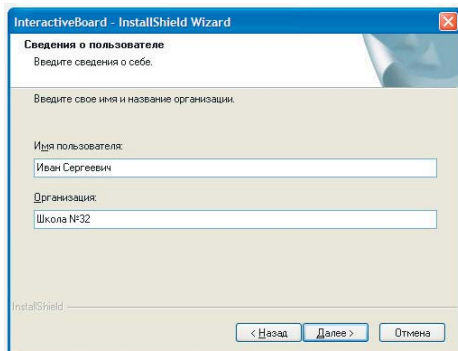 InteractiveBoard - InstallShield Wizard
Сведения о пользователе
Введите сведения о себе.
Введите свое имя и название организации.
Имя пользователя:
Иван Сергеевич
Организация:
Школа №32
InstallShield
< Назад
Далее >
Отмена